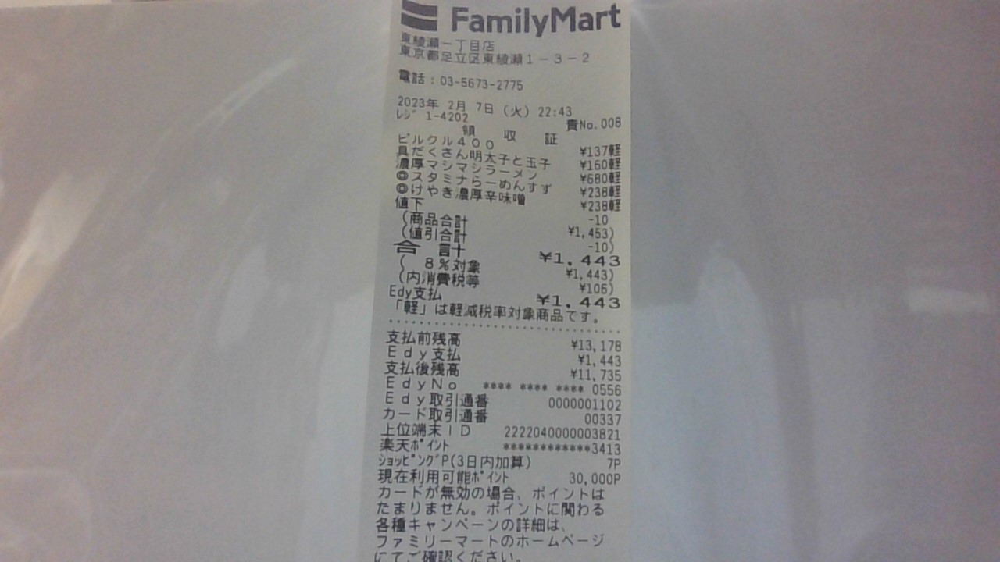 FamilyMart
東綾瀬一丁目店
東京都足立区東綾瀬1-3-2
電話:03-5673-2775
2023年 2月 7日(火)22:43
レジ 1-4202 責No.008
領 収 証
ピルクル400 ¥137軽
具だくさん明太子と玉子 ¥160軽
濃厚マシマシラーメン ¥680軽
◎スタミナらーめんすず ¥238軽
◎けやき濃厚辛味噌 ¥238軽
値下 -10
(商品合計 ¥1,453)
(値引合計 -10)
合 計 ¥1,443
( 8%対象 ¥1,443)
(内消費税等 ¥106)
Edy支払 ¥1,443
「軽」は軽減税率対象商品です。
支払前残高 ¥13,178
Edy支払 ¥1,443
支払後残高 ¥11,735
EdyNo **** **** **** 0556
Edy取引通番 0000001102
カード取引通番 00337
上位端末ID 2222040000003821
楽天ポイント ************3413
ショッピングP(3日内加算) 7P
現在利用可能ポイント 30,000P
カードが無効の場合、ポイントは
たまりません。ポイントに関わる
各種キャンペーンの詳細は、
ファミリーマートのホームページ
にてご確認ください。